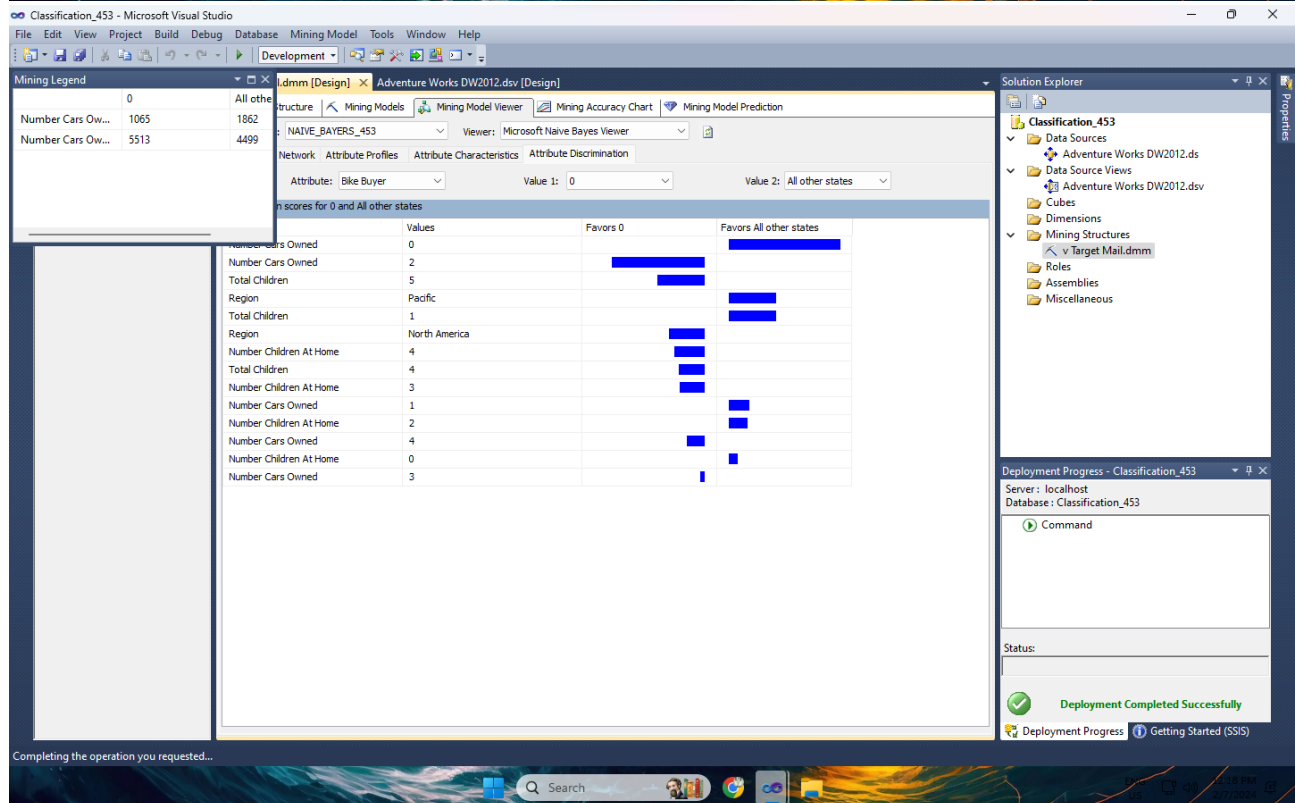 Classification_453 - Microsoft Visual Studio
File Edit View Project Build Debug Database Mining Model Tools Window Help
Development
Mining Legend
0 All othe
Number Cars Ow... 1065 1862
Number Cars Ow... 5513 4499
l.dmm [Design] Adventure Works DW2012.dsv [Design]
tructure Mining Models Mining Model Viewer Mining Accuracy Chart Mining Model Prediction
: NAIVE_BAYERS_453 Viewer: Microsoft Naive Bayes Viewer
Network Attribute Profiles Attribute Characteristics Attribute Discrimination
Attribute: Bike Buyer Value 1: 0 Value 2: All other states
n scores for 0 and All other states
Values Favors 0 Favors All other states
Number Cars Owned 0
Number Cars Owned 2
Total Children 5
Region Pacific
Total Children 1
Region North America
Number Children At Home 4
Total Children 4
Number Children At Home 3
Number Cars Owned 1
Number Children At Home 2
Number Cars Owned 4
Number Children At Home 0
Number Cars Owned 3
Solution Explorer
Classification_453
Data Sources
Adventure Works DW2012.ds
Data Source Views
Adventure Works DW2012.dsv
Cubes
Dimensions
Mining Structures
v Target Mail.dmm
Roles
Assemblies
Miscellaneous
Properties
Deployment Progress - Classification_453
Server : localhost
Database : Classification_453
Command
Status:
Deployment Completed Successfully
Deployment Progress Getting Started (SSIS)
Completing the operation you requested...
Search